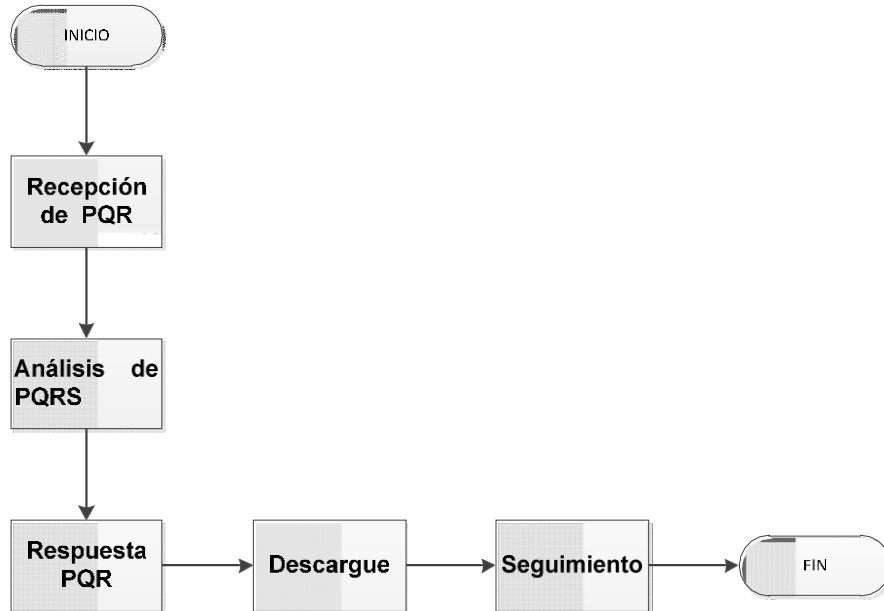 INICIO
Recepción
de PQR
Análisis de
PQRS
Respuesta
PQR
Descargue
Seguimiento
FIN